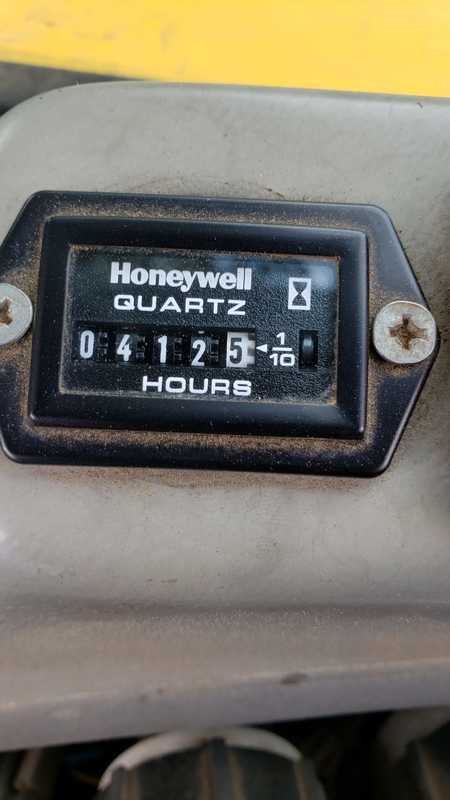 Honeywell
QUARTZ
0 4 1 2 5 ◄ 1/10
HOURS